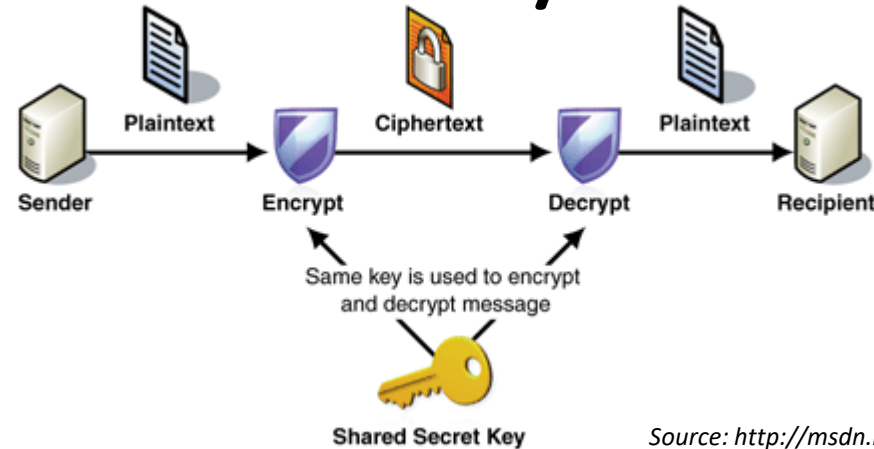 Plaintext
Ciphertext
Plaintext
Sender
Encrypt
Decrypt
Recipient
Same key is used to encrypt
and decrypt message
Shared Secret Key
Source: http://msdn.